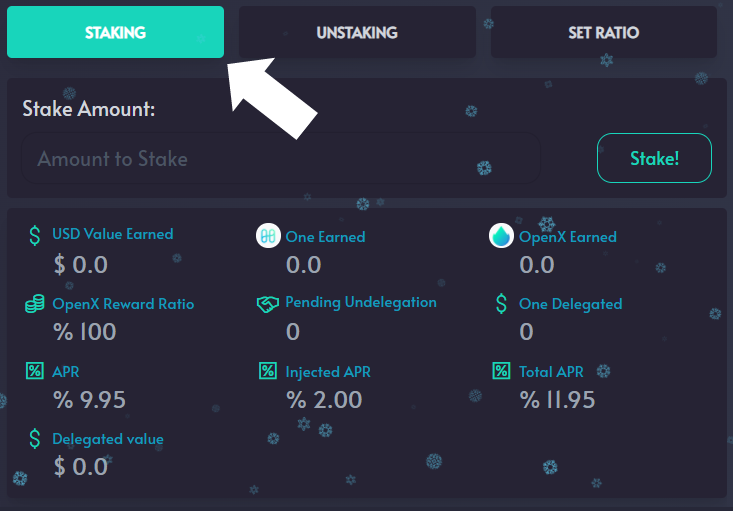 STAKING
UNSTAKING
SET RATIO
Stake Amount:
Amount to Stake
Stake!
USD Value Earned
$ 0.0
One Earned
0.0
OpenX Earned
0.0
OpenX Reward Ratio
% 100
Pending Undelegation
0
One Delegated
0
APR
% 9.95
Injected APR
% 2.00
Total APR
% 11.95
Delegated value
$ 0.0